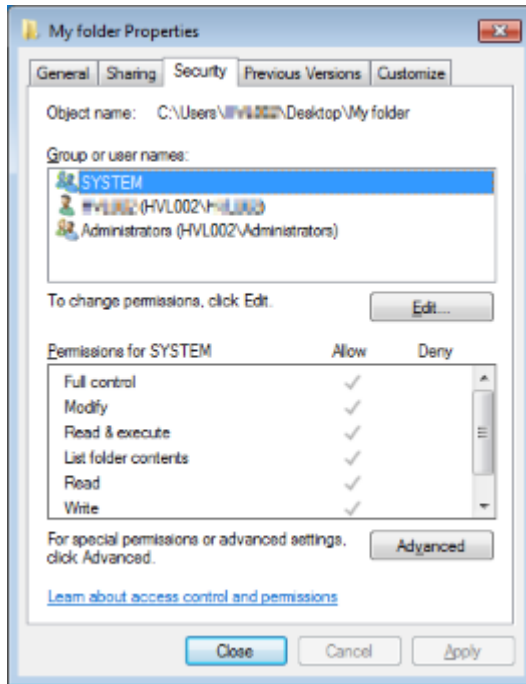 My folder Properties
General Sharing Security Previous Versions Customize
Object name: C:\Users\ \Desktop\My folder
Group or user names:
SYSTEM
(HVL002\
Administrators (HVL002\Administrators)
To change permissions, click Edit.
Edit...
Permissions for SYSTEM Allow Deny
Full control
Modify
Read & execute
List folder contents
Read
Write
For special permissions or advanced settings,
click Advanced.
Advanced
Learn about access control and permissions
Close Cancel Apply